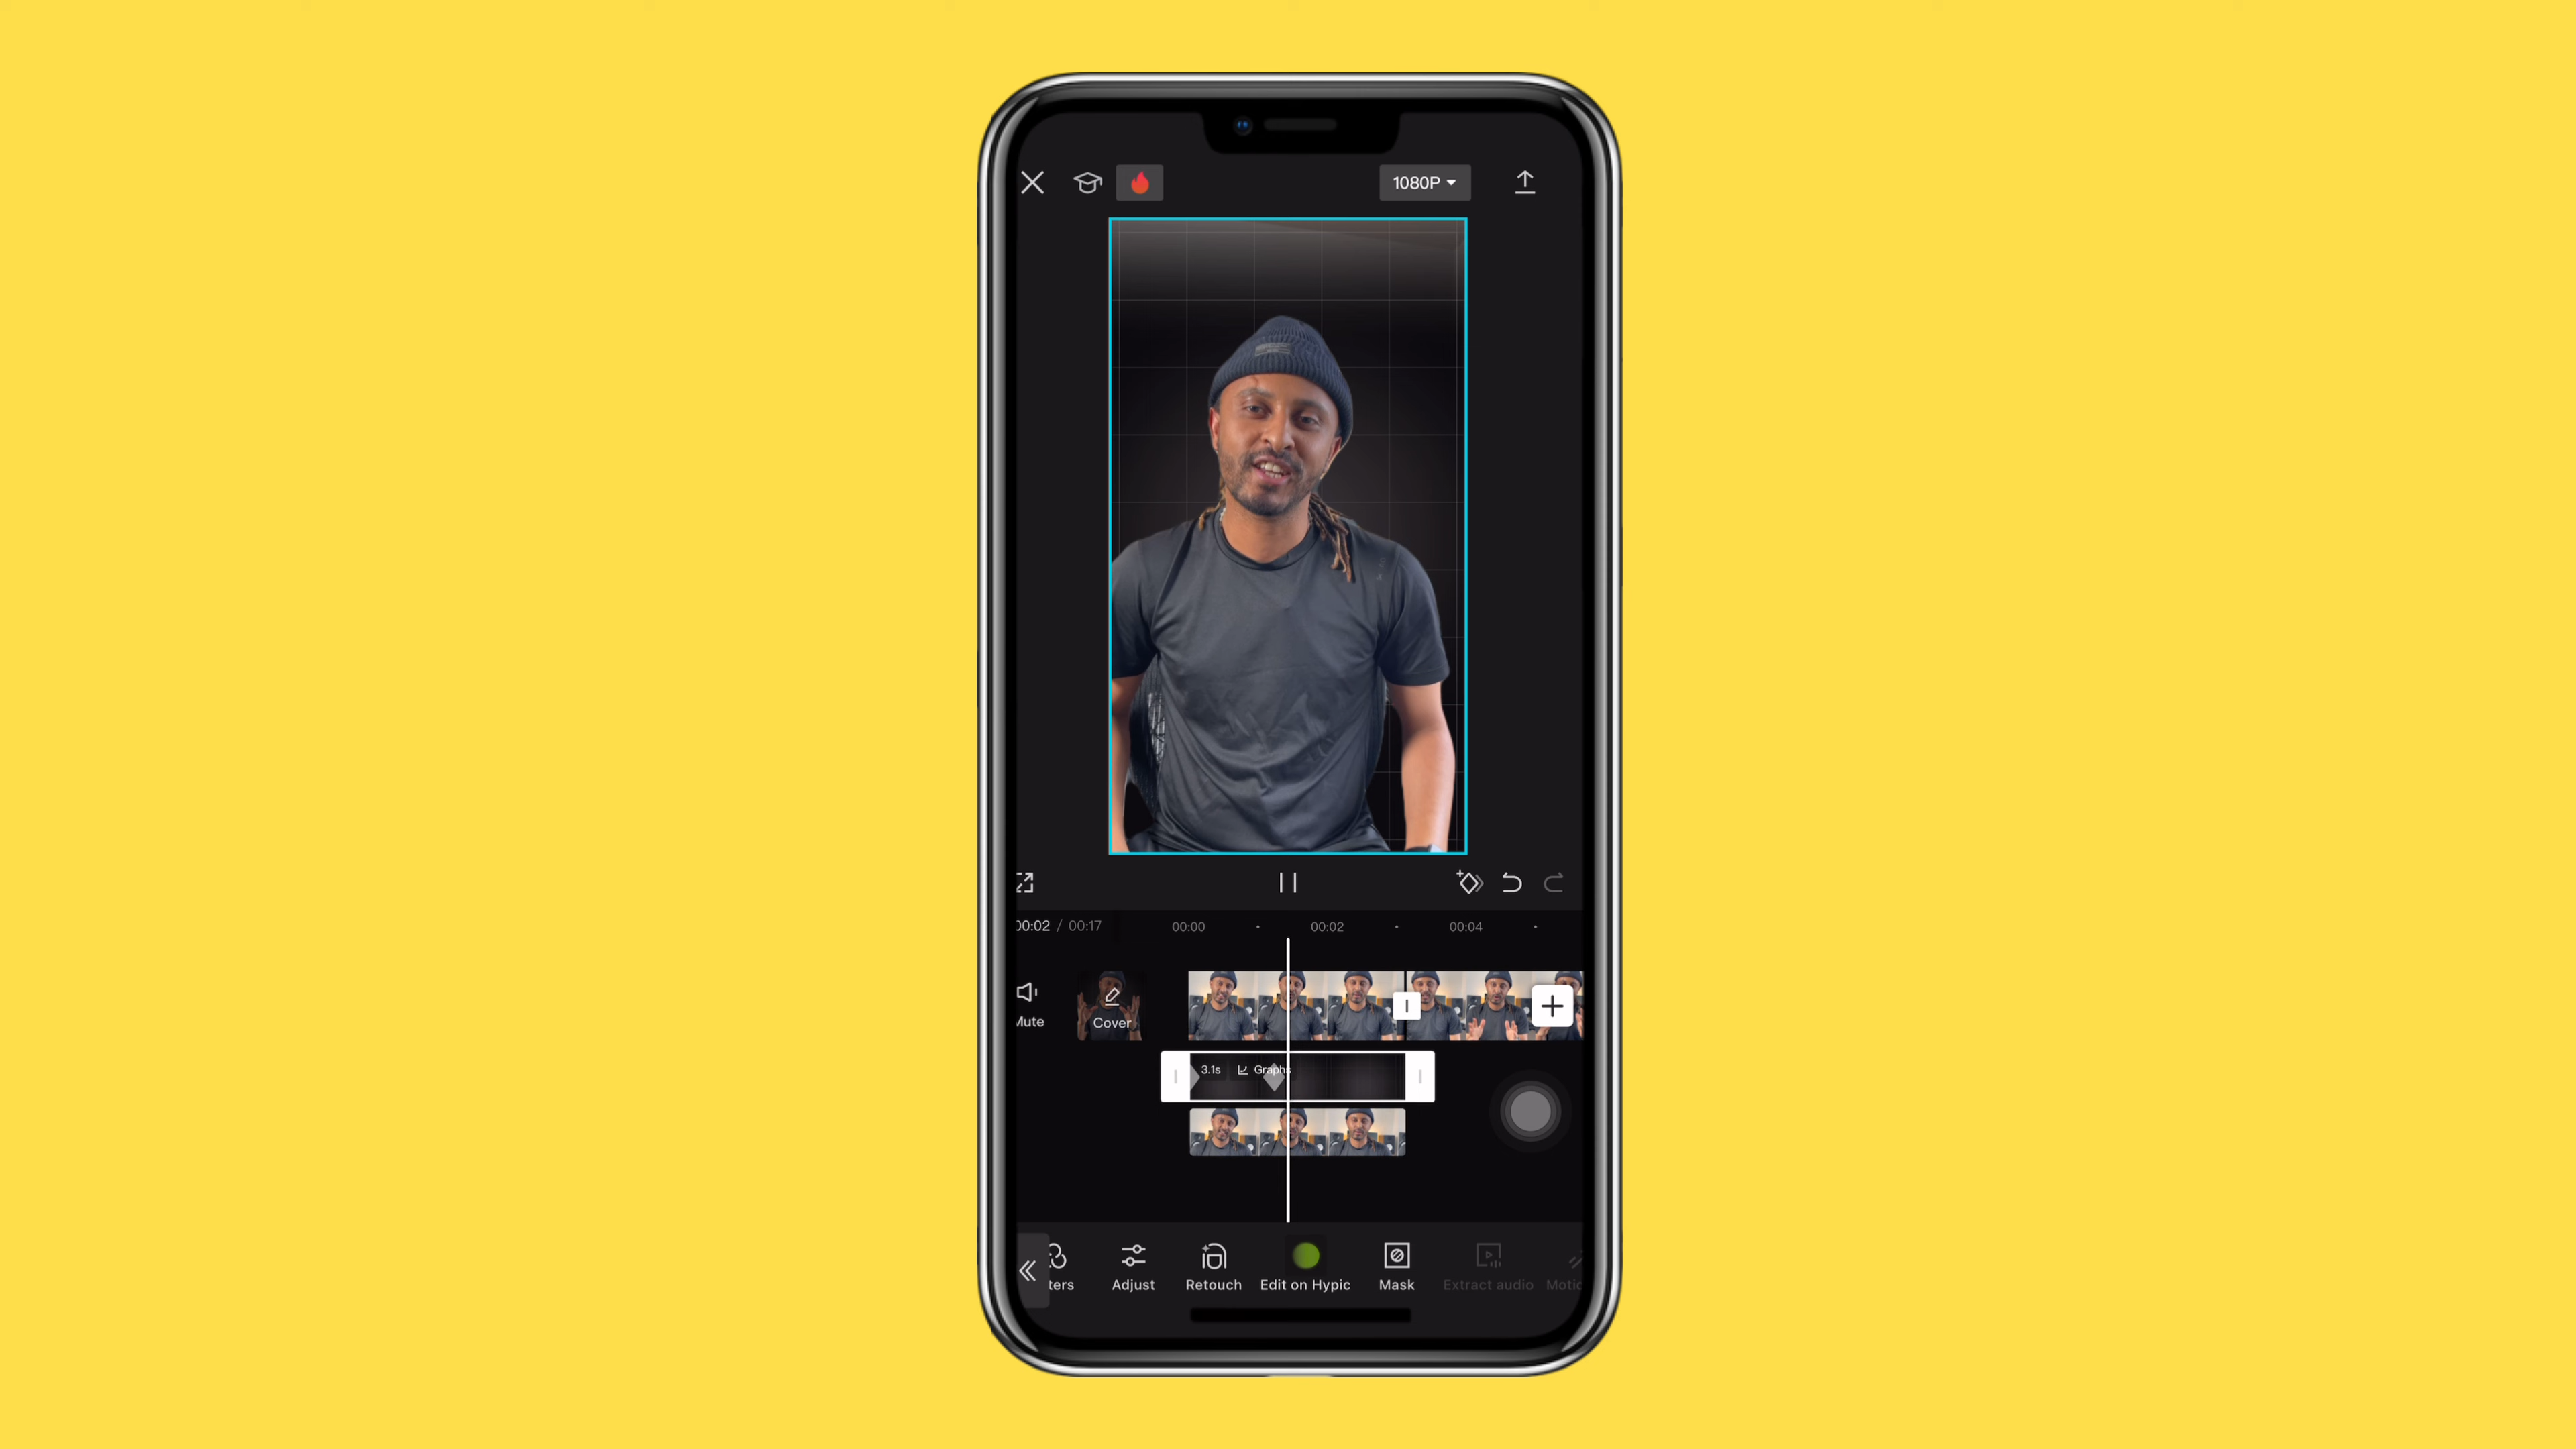 1080P
00:02 / 00:17
00:00
00:02
00:04
Mute
Cover
3.1s
Graphs
ters
Adjust
Retouch
Edit on Hypic
Mask
Extract audio
Motic